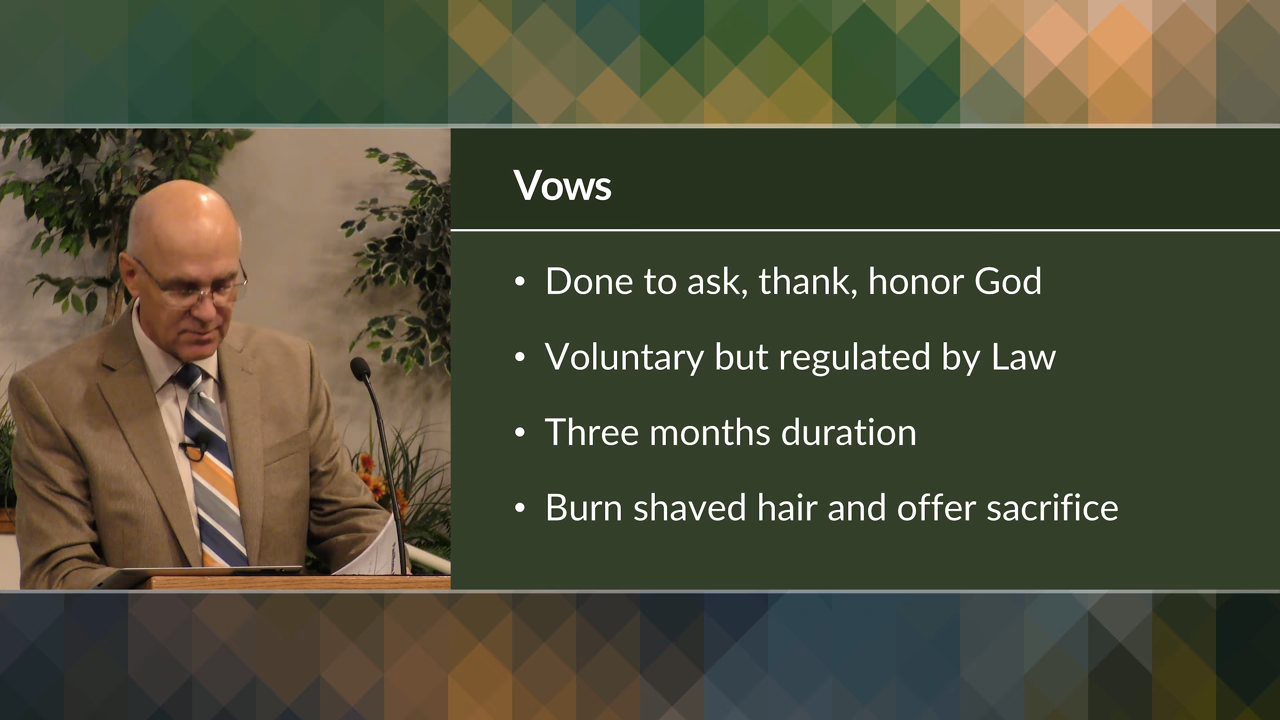 Vows
• Done to ask, thank, honor God
• Voluntary but regulated by Law
• Three months duration
• Burn shaved hair and offer sacrifice